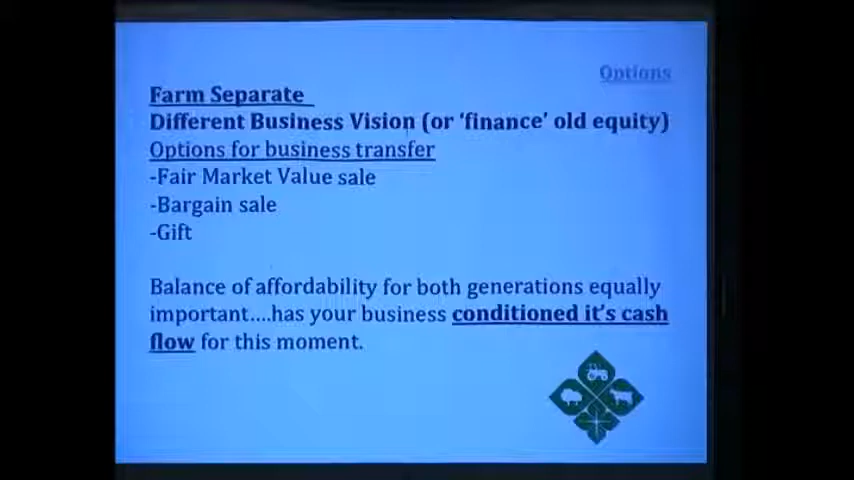 Options
Farm Separate
Different Business Vision (or 'finance' old equity)
Options for business transfer
-Fair Market Value sale
-Bargain sale
-Gift
Balance of affordability for both generations equally
important....has your business conditioned it's cash
flow for this moment.